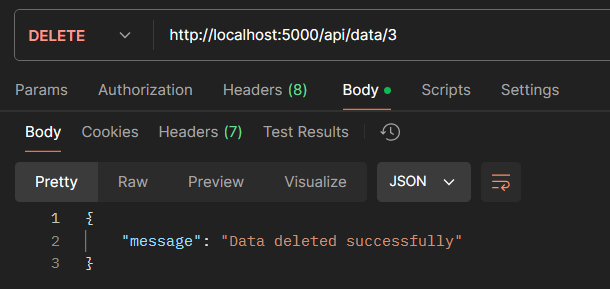 DELETE http://localhost:5000/api/data/3
Params Authorization Headers (8) Body Scripts Settings
Body Cookies Headers (7) Test Results
Pretty Raw Preview Visualize JSON
1 {
2 "message": "Data deleted successfully"
3 }